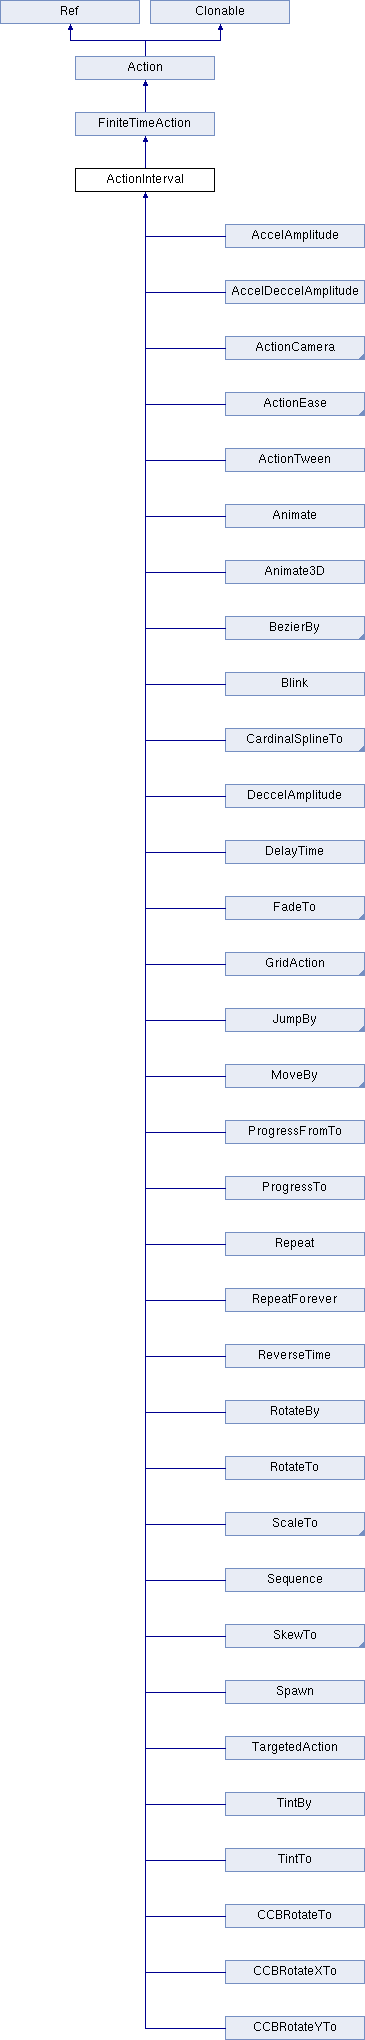 Ref
Clonable
Action
FiniteTimeAction
ActionInterval
AccelAmplitude
AccelDeccelAmplitude
ActionCamera
ActionEase
ActionTween
Animate
Animate3D
BezierBy
Blink
CardinalSplineTo
DeccelAmplitude
DelayTime
FadeTo
GridAction
JumpBy
MoveBy
ProgressFromTo
ProgressTo
Repeat
RepeatForever
ReverseTime
RotateBy
RotateTo
ScaleTo
Sequence
SkewTo
Spawn
TargetedAction
TintBy
TintTo
CCBRotateTo
CCBRotateXTo
CCBRotateYTo